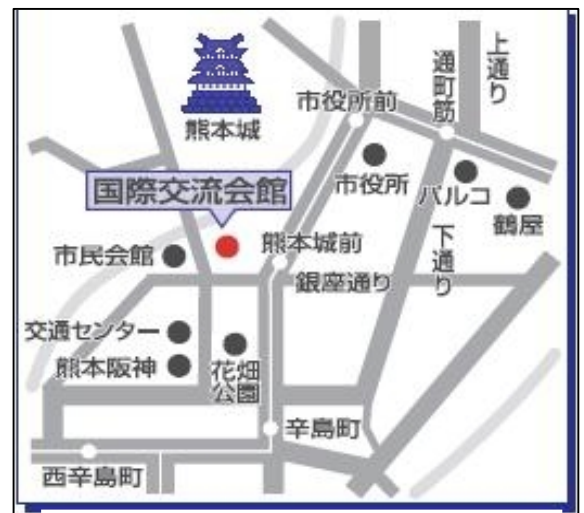 上通り
通町筋
市役所前
熊本城
市役所
パルコ
鶴屋
国際交流会館
市民会館
熊本城前
下通り
銀座通り
交通センター
熊本阪神
花畑
公園
辛島町
西辛島町